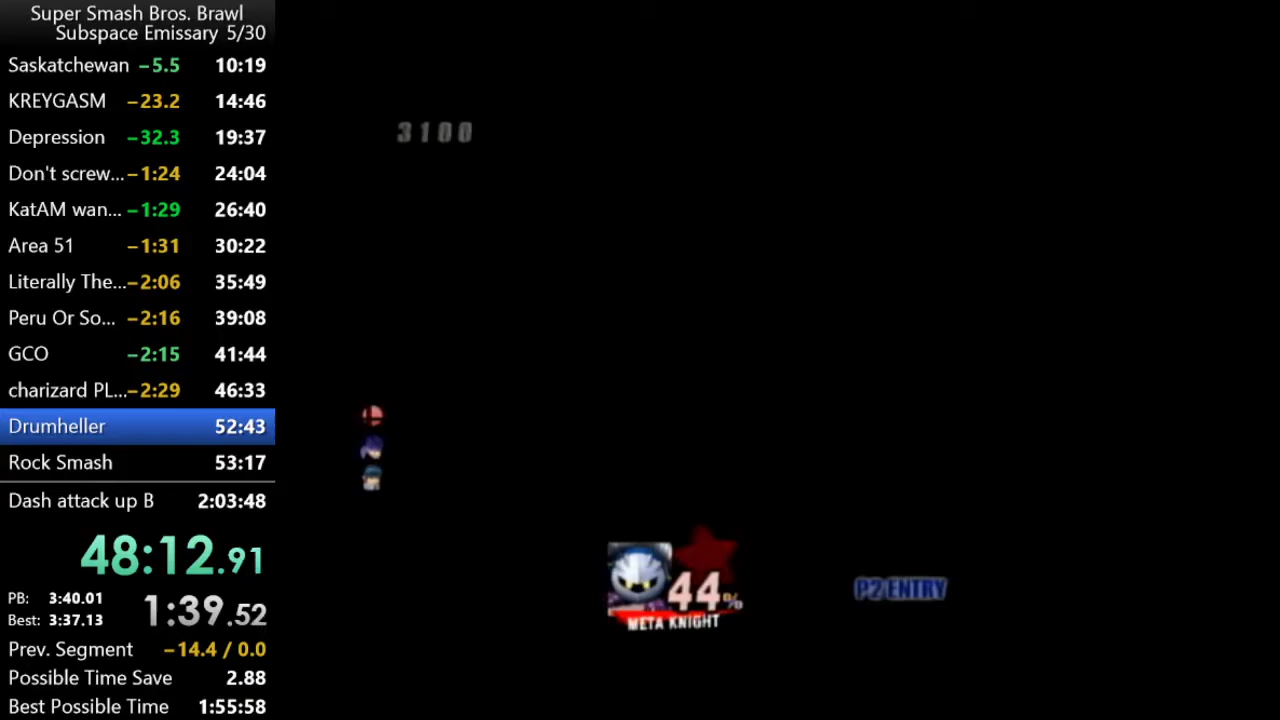 Super Smash Bros. Brawl
Subspace Emissary 5/30
Saskatchewan -5.5 10:19
KREYGASM -23.2 14:46
Depression -32.3 19:37
Don't screw... -1:24 24:04
KatAM wan... -1:29 26:40
Area 51 -1:31 30:22
Literally The... -2:06 35:49
Peru Or So... -2:16 39:08
GCO -2:15 41:44
charizard PL... -2:29 46:33
Drumheller 52:43
Rock Smash 53:17
Dash attack up B 2:03:48
48:12.91
PB: 3:40.01
Best: 3:37.13
1:39.52
Prev. Segment -14.4 / 0.0
Possible Time Save 2.88
Best Possible Time 1:55:58
3100
44%
META KNIGHT
P2 ENTRY